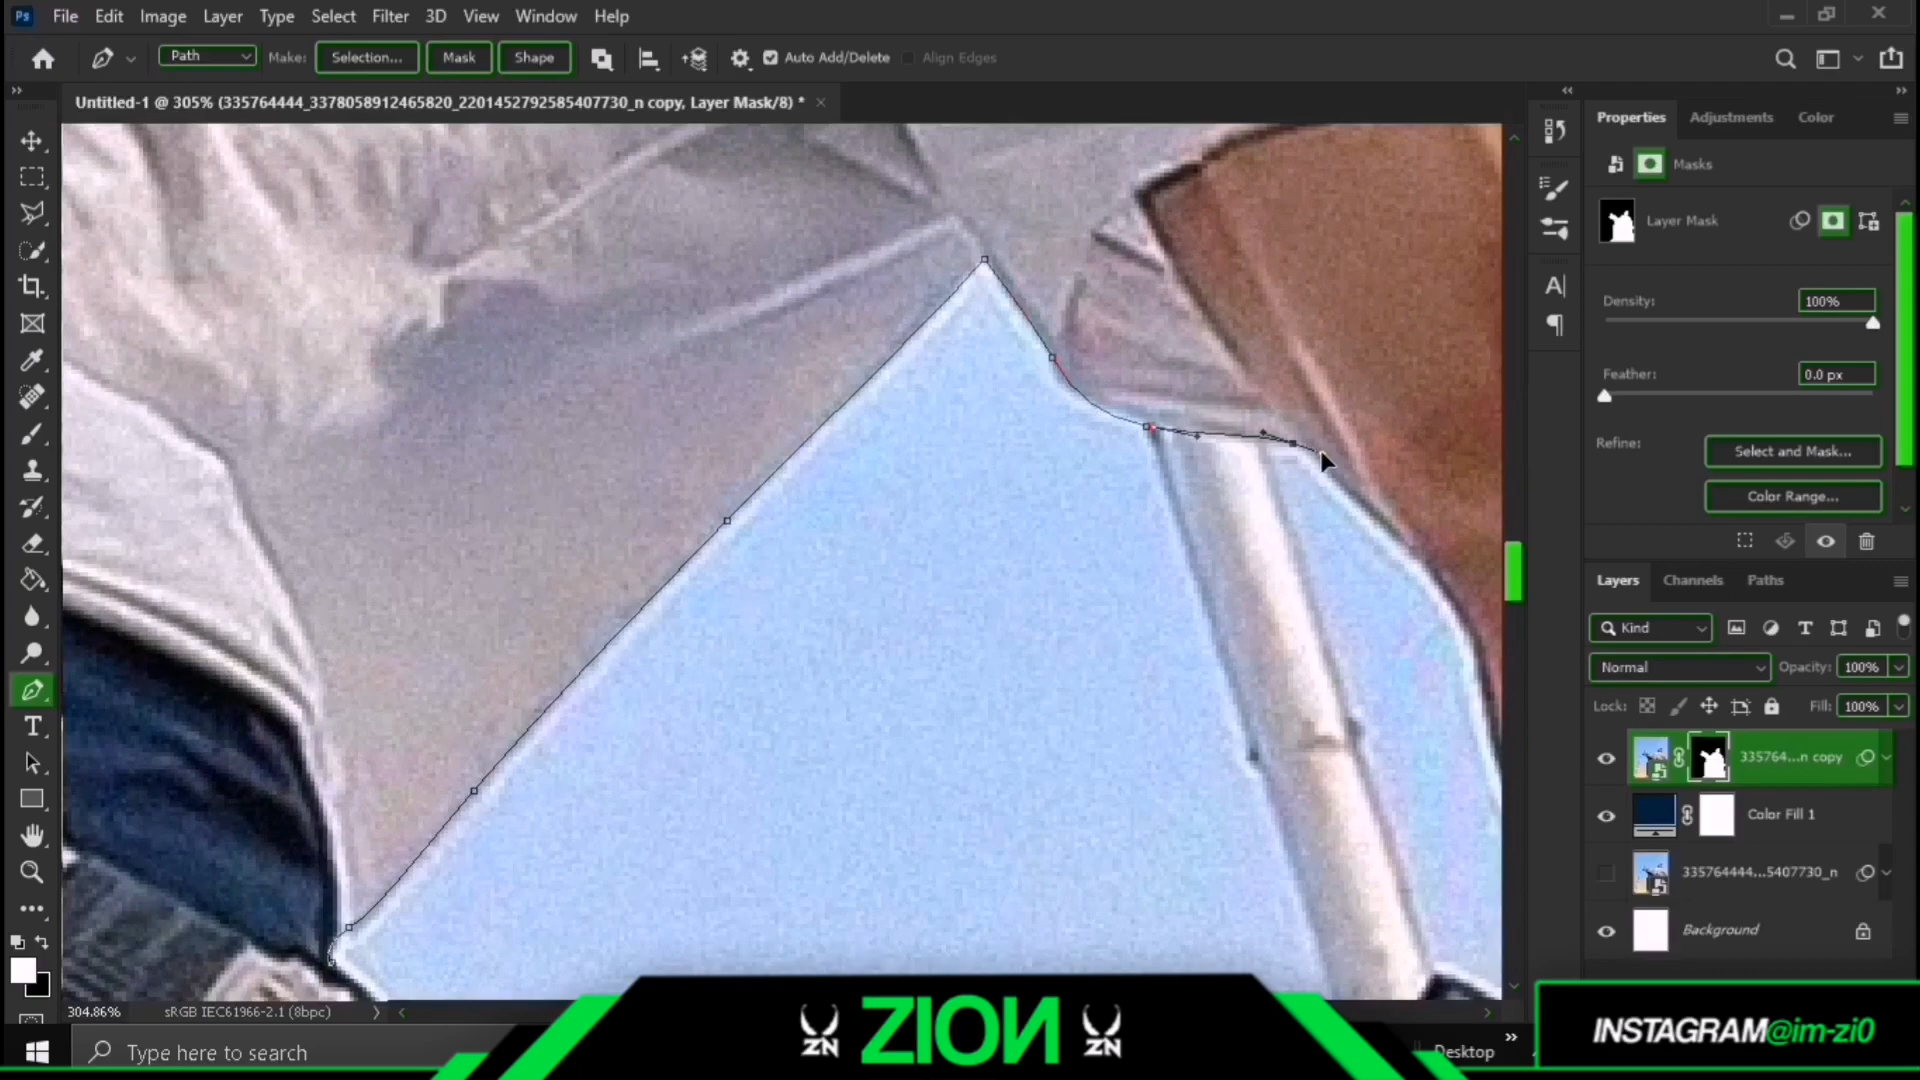 Ps File Edit Image Layer Type Select Filter 3D View Window Help
Path Make: Selection... Mask Shape Auto Add/Delete Align Edges
Untitled-1 @ 305% (335764444_3378058912465820_2201452792585407730_n copy, Layer Mask/8) *
Properties Adjustments Color
Masks
Layer Mask
Density: 100%
Feather: 0.0 px
Refine: Select and Mask...
Color Range...
Layers Channels Paths
Kind
Normal Opacity: 100%
Lock: Fill: 100%
335764...n copy
Color Fill 1
335764444...5407730_n
Background
304.86% sRGB IEC61966-2.1 (8bpc)
Type here to search
ZN ZION ZN
Desktop
INSTAGRAM@im-zi0